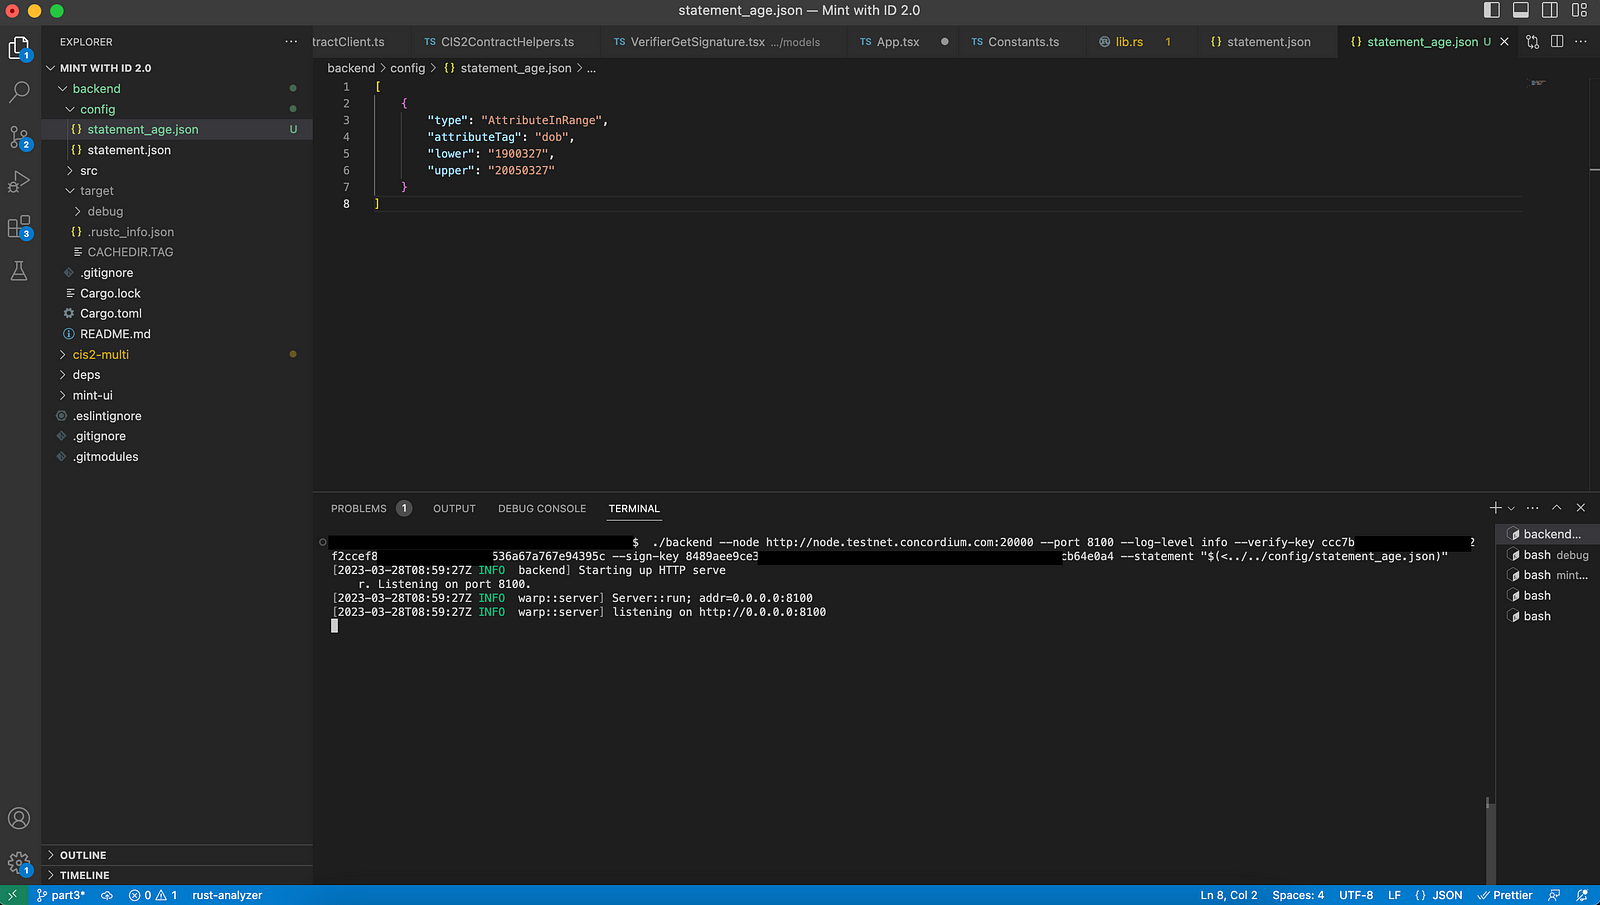 statement_age.json — Mint with ID 2.0
EXPLORER
tractClient.ts
TS CIS2ContractHelpers.ts
TS VerifierGetSignature.tsx .../models
TS App.tsx
TS Constants.ts
lib.rs 1
{} statement.json
{} statement_age.json U
MINT WITH ID 2.0
backend
config
{} statement_age.json U
{} statement.json
src
target
debug
{} .rustc_info.json
CACHEDIR.TAG
.gitignore
Cargo.lock
Cargo.toml
README.md
cis2-multi
deps
mint-ui
.eslintignore
.gitignore
.gitmodules
OUTLINE
TIMELINE
1
2
3
1
backend > config > {} statement_age.json > ...
1 [
2 {
3 "type": "AttributeInRange",
4 "attributeTag": "dob",
5 "lower": "1900327",
6 "upper": "20050327"
7 }
8 ]
PROBLEMS 1 OUTPUT DEBUG CONSOLE TERMINAL
$ ./backend --node http://node.testnet.concordium.com:20000 --port 8100 --log-level info --verify-key ccc7b 2
f2ccef8 536a67a767e94395c --sign-key 8489aee9ce3 cb64e0a4 --statement "$(<../../config/statement_age.json)"
[2023-03-28T08:59:27Z INFO backend] Starting up HTTP serve
r. Listening on port 8100.
[2023-03-28T08:59:27Z INFO warp::server] Server::run; addr=0.0.0.0:8100
[2023-03-28T08:59:27Z INFO warp::server] listening on http://0.0.0.0:8100
backend...
bash debug
bash mint...
bash
bash
part3* 0 1 rust-analyzer
Ln 8, Col 2 Spaces: 4 UTF-8 LF {} JSON Prettier